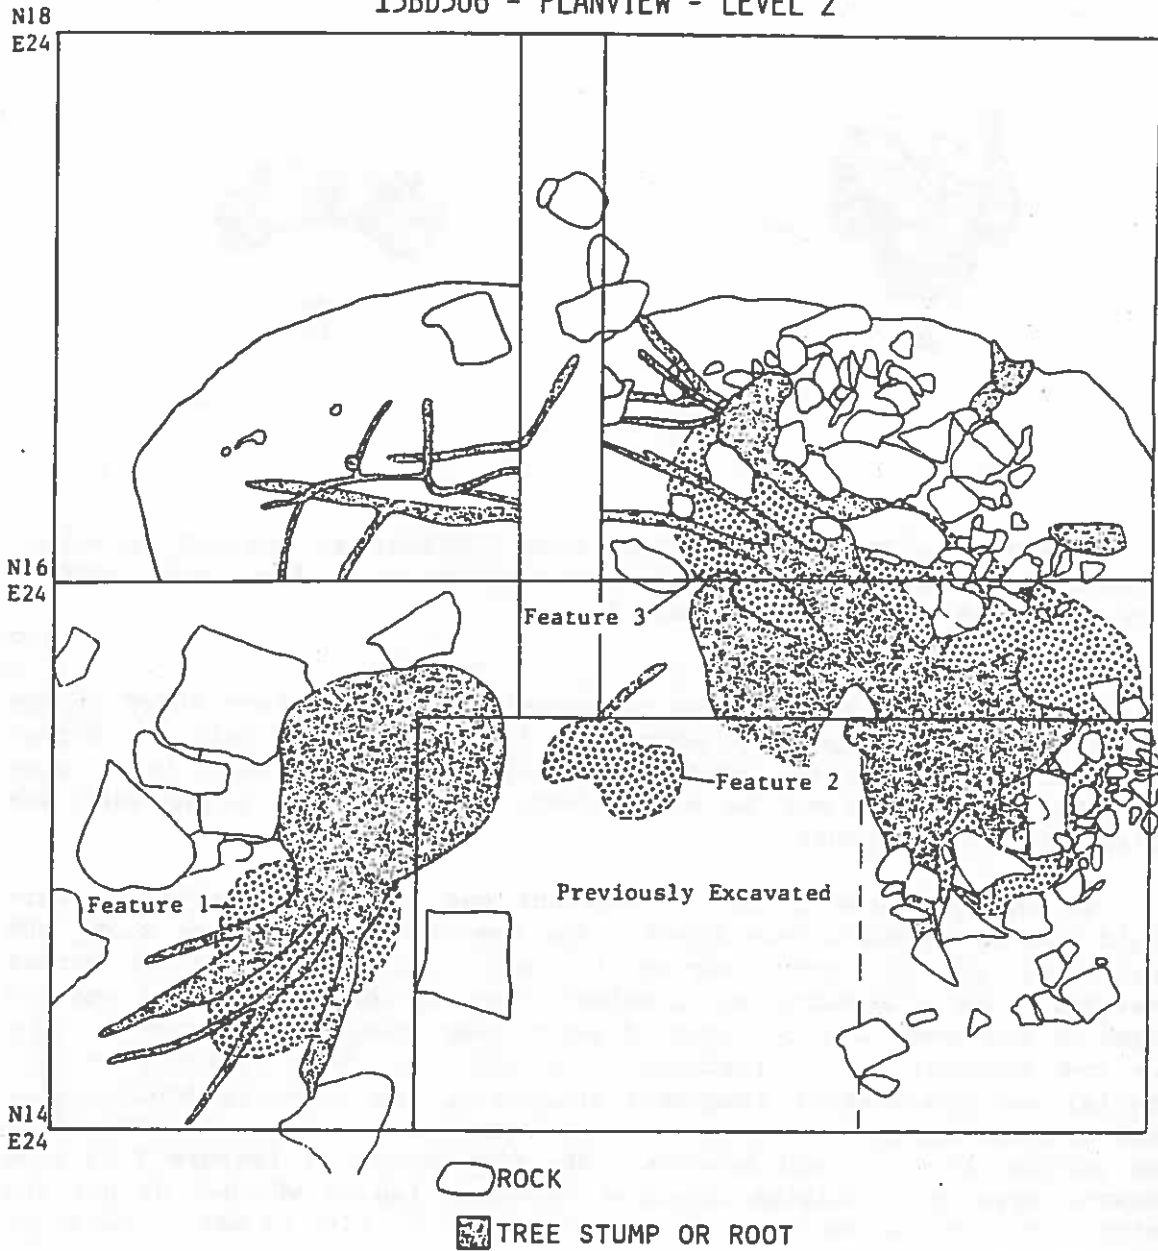 15BD306 - PLANVIEW - LEVEL 2
N18
E24
N16
E24
Feature 3
Feature 2
Previously Excavated
Feature 1
N14
E24
ROCK
TREE STUMP OR ROOT